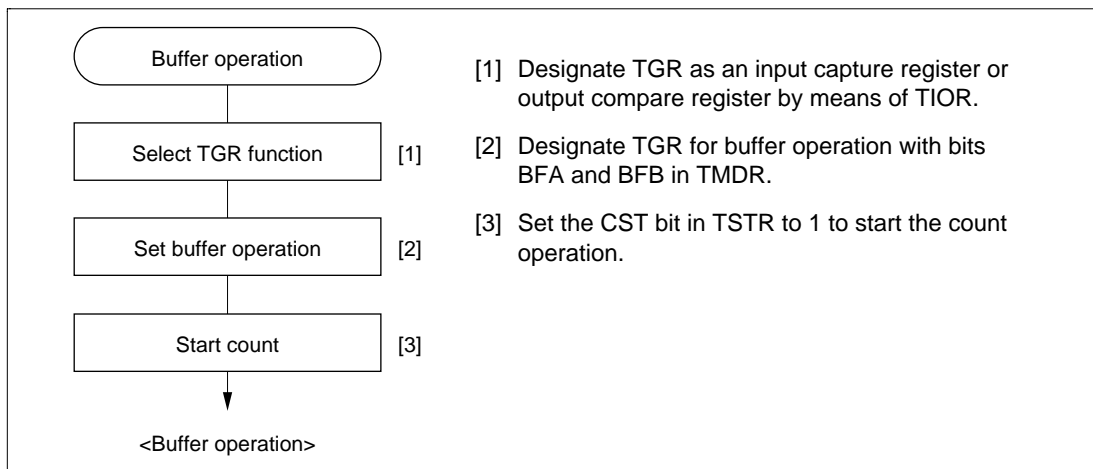 Buffer operation
Select TGR function [1]
Set buffer operation [2]
Start count [3]
<Buffer operation>
[1] Designate TGR as an input capture register or
output compare register by means of TIOR.
[2] Designate TGR for buffer operation with bits
BFA and BFB in TMDR.
[3] Set the CST bit in TSTR to 1 to start the count
operation.